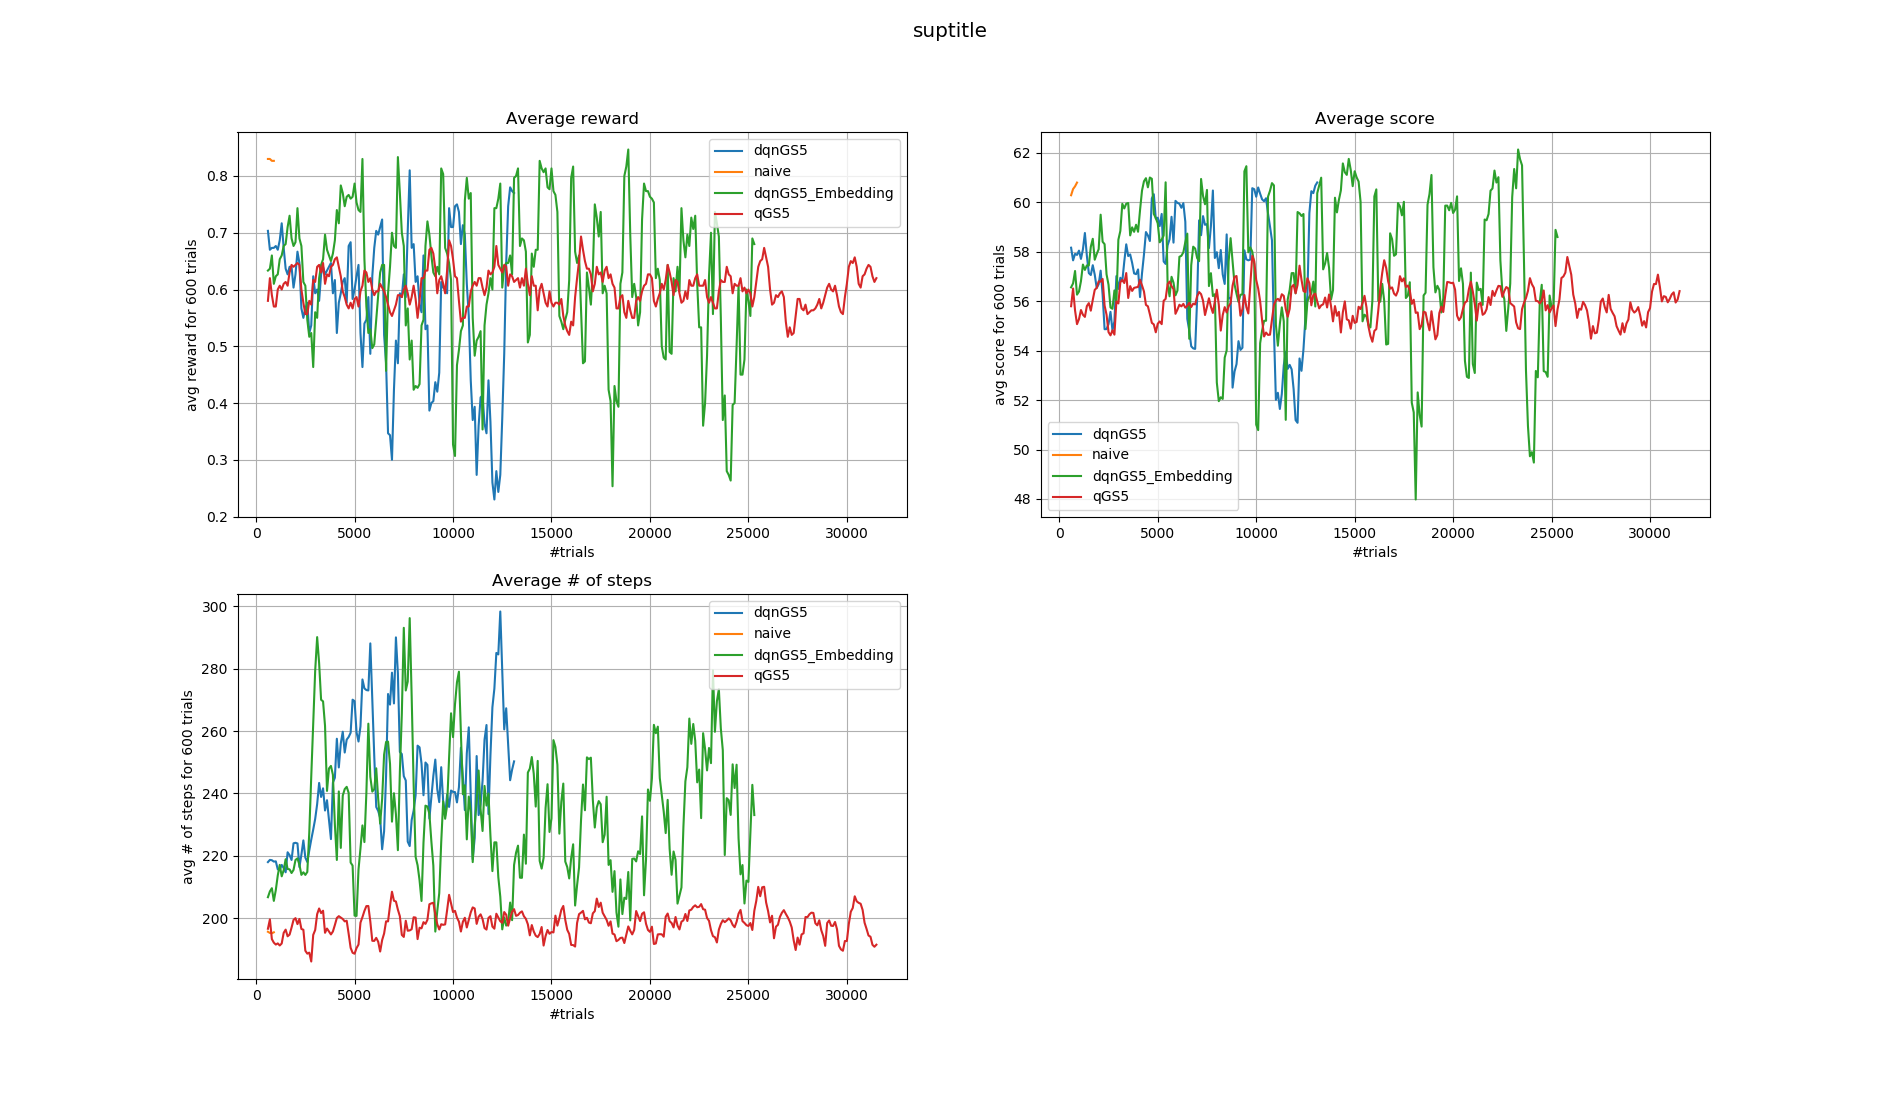 suptitle
Average reward
avg reward for 600 trials
0.8
0.7
0.6
0.5
0.4
0.3
0.2
dqnGS5
naive
dqnGS5_Embedding
qGS5
0 5000 10000 15000 20000 25000 30000
#trials
Average score
avg score for 600 trials
62
60
58
56
54
52
50
48
dqnGS5
naive
dqnGS5_Embedding
qGS5
0 5000 10000 15000 20000 25000 30000
#trials
Average # of steps
avg # of steps for 600 trials
300
280
260
240
220
200
dqnGS5
naive
dqnGS5_Embedding
qGS5
0 5000 10000 15000 20000 25000 30000
#trials